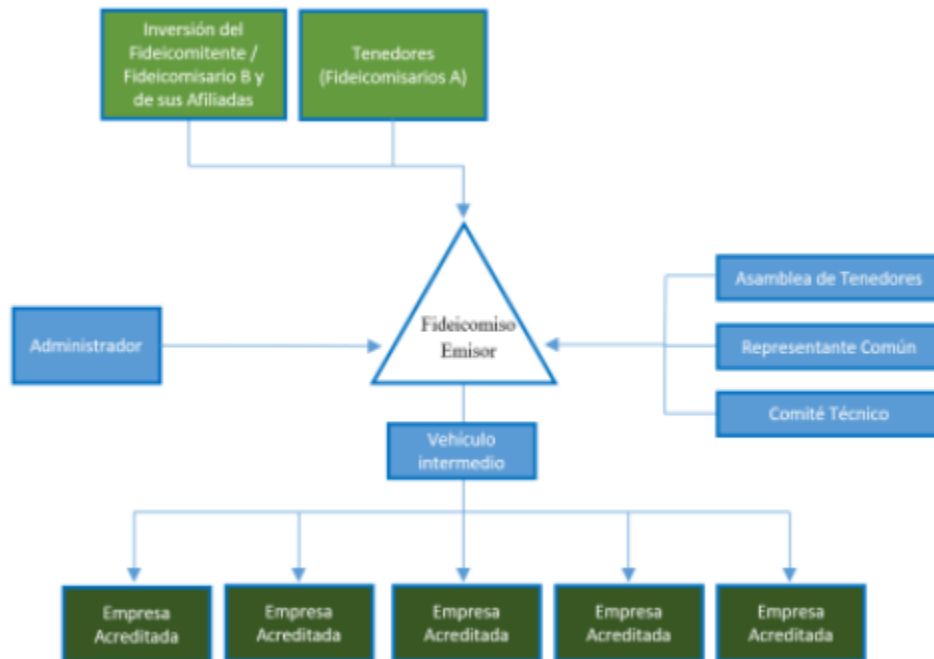 Inversión del
Fideicomitente /
Fideicomisario B y
de sus Afiliadas
Tenedores
(Fideicomisarios A)
Asamblea de Tenedores
Fideicomiso
Emisor
Administrador
Representante Común
Comité Técnico
Vehículo
intermedio
Empresa
Acreditada
Empresa
Acreditada
Empresa
Acreditada
Empresa
Acreditada
Empresa
Acreditada